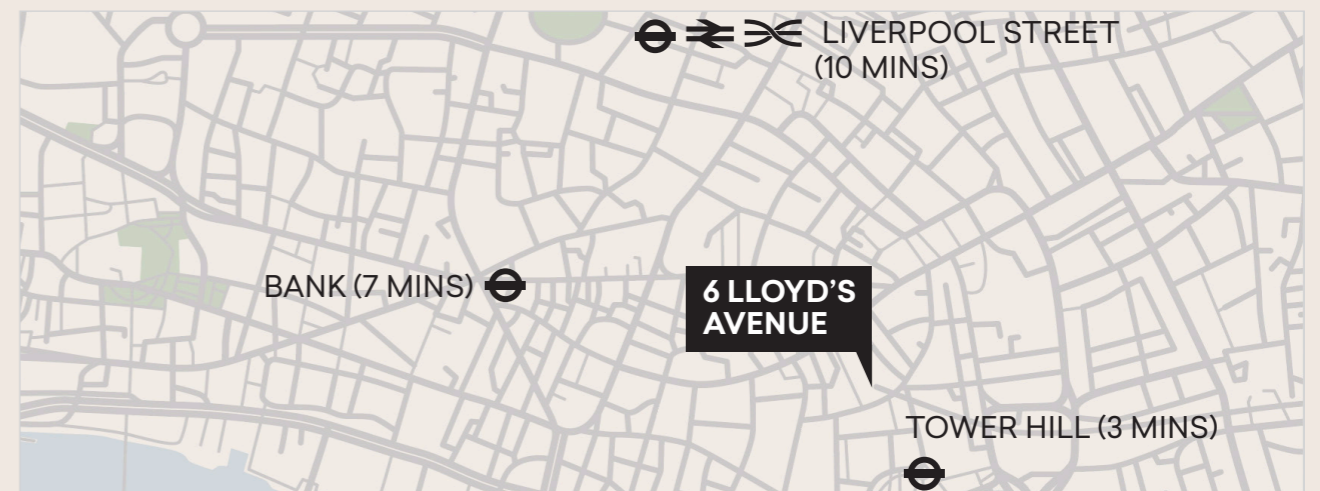 LIVERPOOL STREET
(10 MINS)
BANK (7 MINS)
6 LLOYD’S
AVENUE
TOWER HILL (3 MINS)